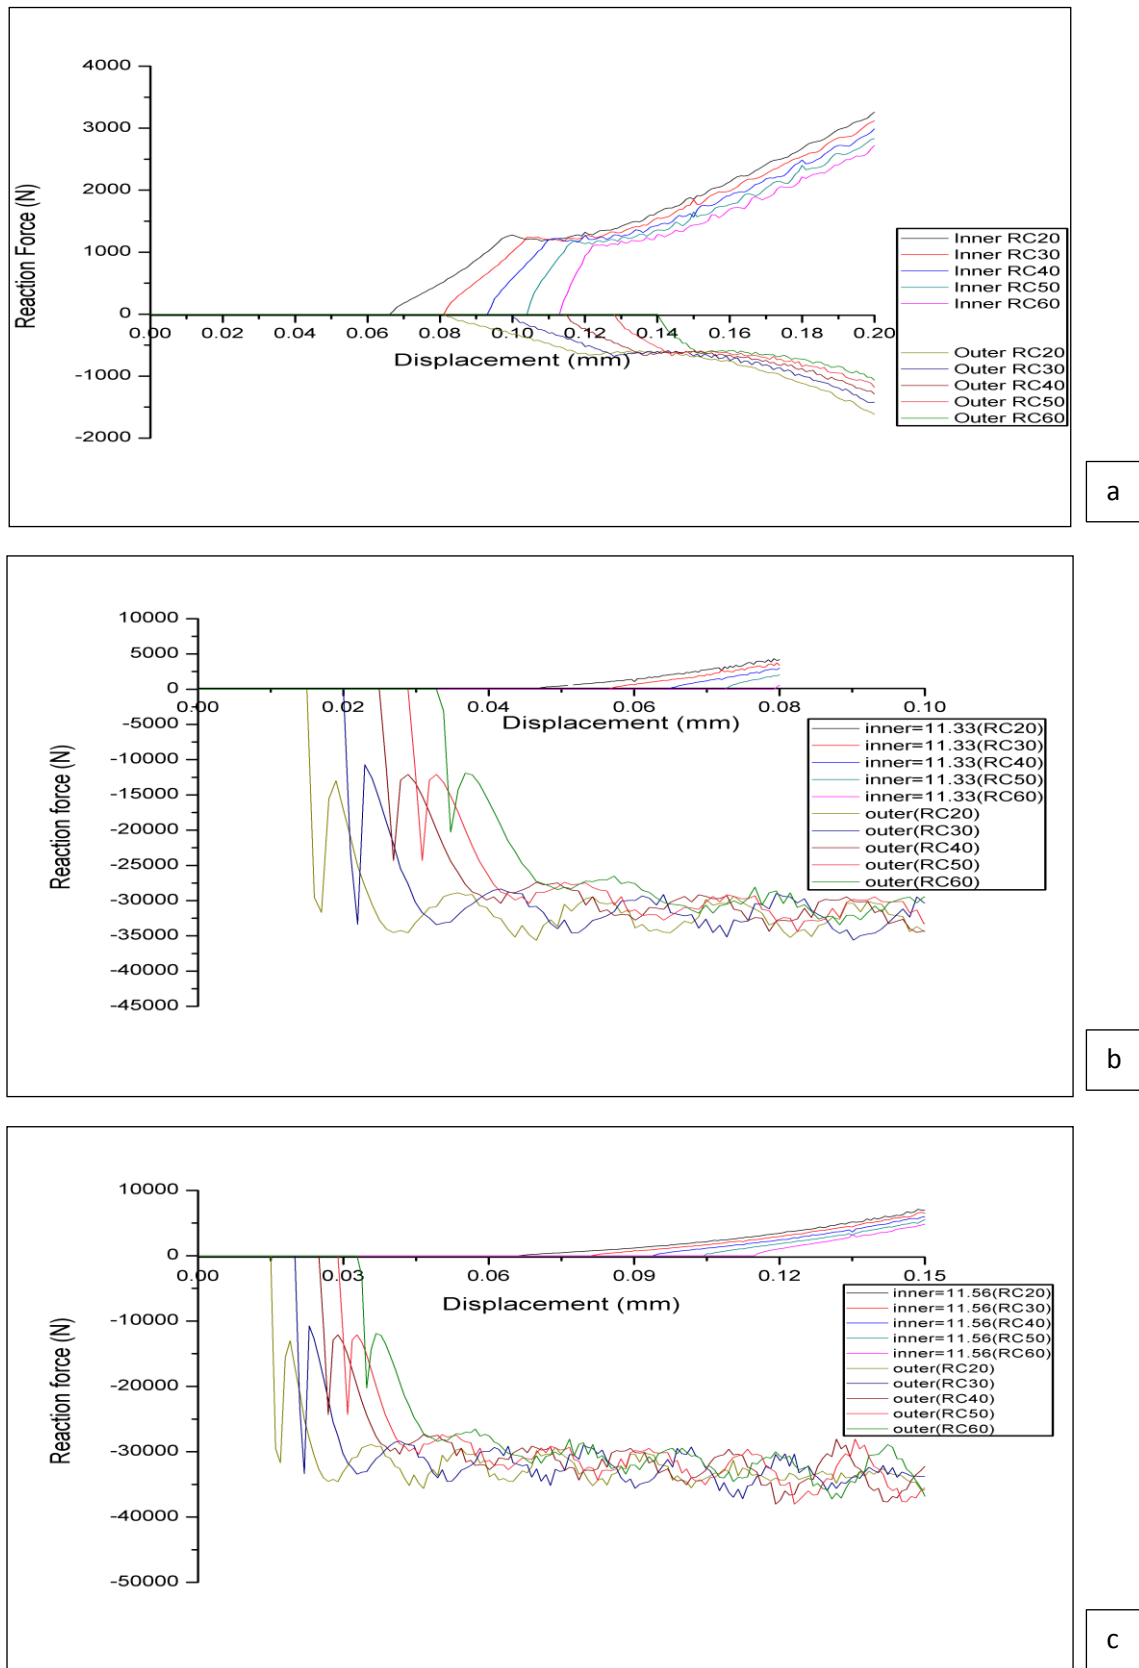 4000
3000
2000
1000
0
-1000
-2000
Reaction Force (N)
0.00 0.02 0.04 0.06 0.08 0.10 0.12 0.14 0.16 0.18 0.20
Displacement (mm)
Inner RC20
Inner RC30
Inner RC40
Inner RC50
Inner RC60
Outer RC20
Outer RC30
Outer RC40
Outer RC50
Outer RC60
a
10000
5000
0
-5000
-10000
-15000
-20000
-25000
-30000
-35000
-40000
-45000
Reaction force (N)
0.00 0.02 0.04 0.06 0.08 0.10
Displacement (mm)
inner=11.33(RC20)
inner=11.33(RC30)
inner=11.33(RC40)
inner=11.33(RC50)
inner=11.33(RC60)
outer(RC20)
outer(RC30)
outer(RC40)
outer(RC50)
outer(RC60)
b
10000
0
-10000
-20000
-30000
-40000
-50000
Reaction force (N)
0.00 0.03 0.06 0.09 0.12 0.15
Displacement (mm)
inner=11.56(RC20)
inner=11.56(RC30)
inner=11.56(RC40)
inner=11.56(RC50)
inner=11.56(RC60)
outer(RC20)
outer(RC30)
outer(RC40)
outer(RC50)
outer(RC60)
c